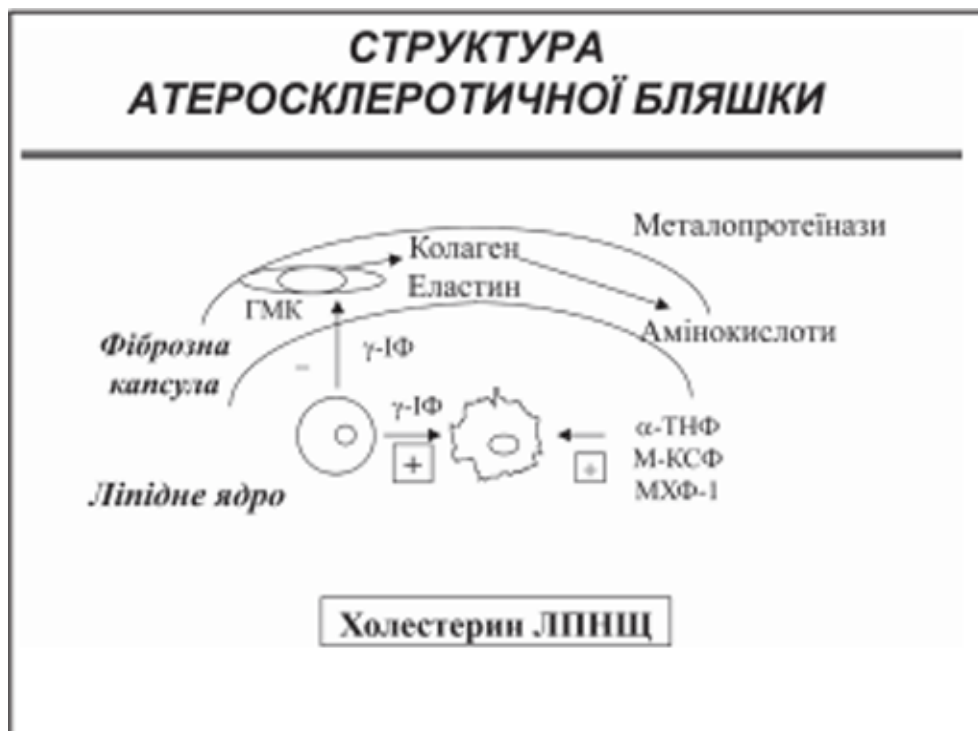 СТРУКТУРА
АТЕРОСКЛЕРОТИЧНОЇ БЛЯШКИ
Металопротеїнази
Колаген
Еластин
ГМК
Амінокислоти
Фіброзна
капсула
–
γ-ІФ
γ-ІФ
+
+
α-ТНФ
М-КСФ
МХФ-1
Ліпідне ядро
Холестерин ЛПНЩ